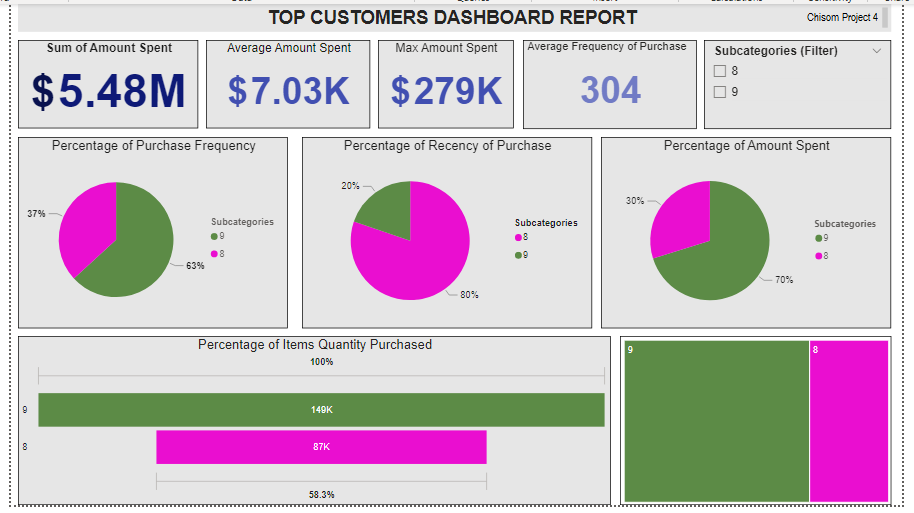 TOP CUSTOMERS DASHBOARD REPORT
Chisom Project 4
Sum of Amount Spent
$5.48M
Average Amount Spent
$7.03K
Max Amount Spent
$279K
Average Frequency of Purchase
304
Subcategories (Filter)
8
9
Percentage of Purchase Frequency
37%
63%
Subcategories
9
8
Percentage of Recency of Purchase
20%
80%
Subcategories
8
9
Percentage of Amount Spent
30%
70%
Subcategories
9
8
Percentage of Items Quantity Purchased
100%
9
149K
8
87K
58.3%
9
8